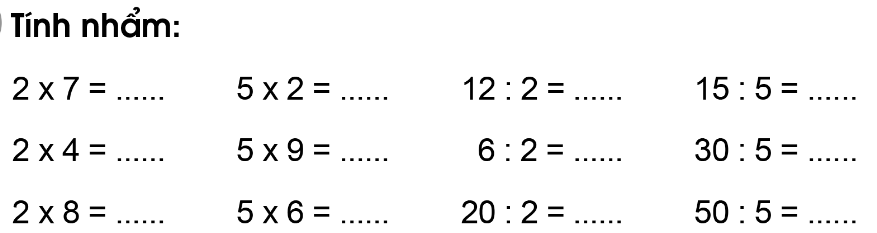 Tính nhẩm:
2 x 7 = ...... 5 x 2 = ...... 12 : 2 = ...... 15 : 5 = ......
2 x 4 = ...... 5 x 9 = ...... 6 : 2 = ...... 30 : 5 = ......
2 x 8 = ...... 5 x 6 = ...... 20 : 2 = ...... 50 : 5 = ......